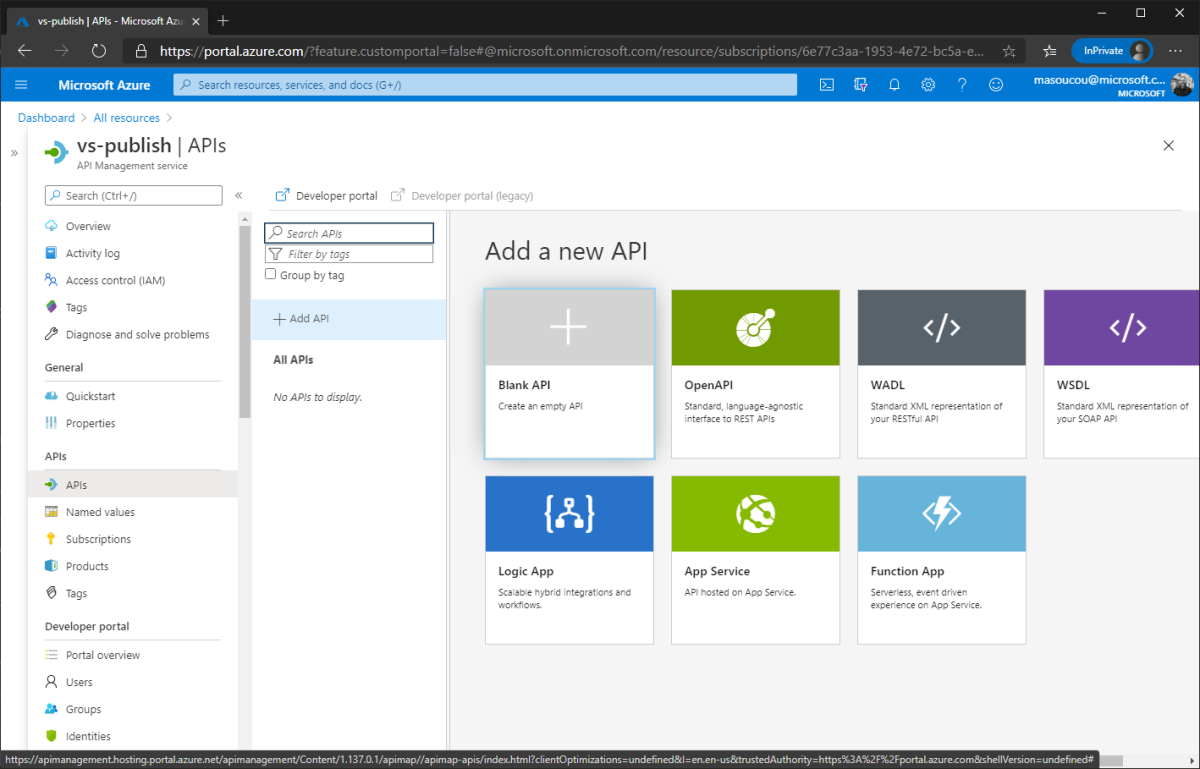 vs-publish | APIs - Microsoft Azu
https://portal.azure.com/?feature.customportal=false#@microsoft.onmicrosoft.com/resource/subscriptions/6e77c3aa-1953-4e72-bc5a-e...
InPrivate
Microsoft Azure
Search resources, services, and docs (G+/)
masoucou@microsoft.c...
MICROSOFT
Dashboard > All resources >
vs-publish | APIs
API Management service
Search (Ctrl+/)
Overview
Activity log
Access control (IAM)
Tags
Diagnose and solve problems
General
Quickstart
Properties
APIs
APIs
Named values
Subscriptions
Products
Tags
Developer portal
Portal overview
Users
Groups
Identities
Developer portal
Developer portal (legacy)
Search APIs
Filter by tags
Group by tag
+ Add API
All APIs
No APIs to display.
Add a new API
Blank API
Create an empty API
OpenAPI
Standard, language-agnostic
interface to REST APIs
WADL
Standard XML representation of
your RESTful API
WSDL
Standard XML representation of
your SOAP API
Logic App
Scalable hybrid integrations and
workflows.
App Service
API hosted on App Service.
Function App
Serverless, event driven
experience on App Service.
https://apimanagement.hosting.portal.azure.net/apimanagement/Content/1.137.0.1/apimap//apimap-apis/index.html?clientOptimizations=undefined&l=en.en-us&trustedAuthority=https%3A%2F%2Fportal.azure.com&shellVersion=undefined#